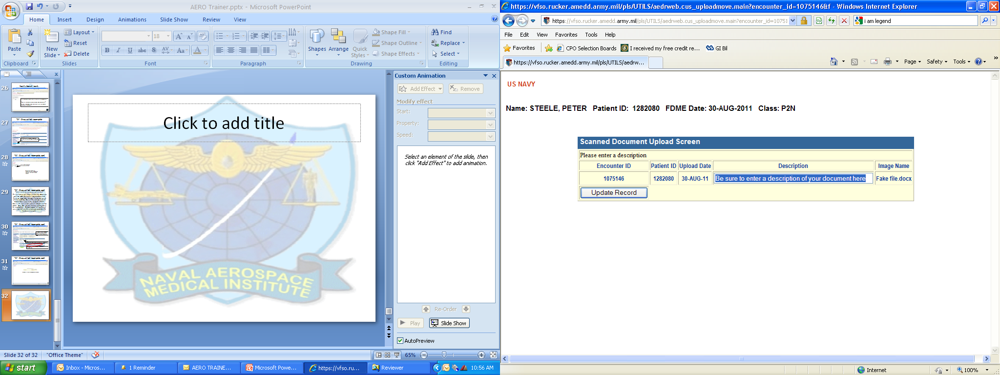 AERO Trainer.pptx - Microsoft PowerPoint
Home Insert Design Animations Slide Show Review View
Paste
New Slide
Layout
Reset
Delete
18
B I U abc S AV Aa A
Shapes Arrange Quick Styles
Shape Fill
Shape Outline
Shape Effects
Find
Replace
Select
Clipboard Slides Font Paragraph Drawing Editing
26
27
28
29
30
31
32
Click to add title
NAVAL AEROSPACE
MEDICAL INSTITUTE
Custom Animation
Add Effect Remove
Modify effect
Start:
Property:
Speed:
Select an element of the slide, then
click "Add Effect" to add animation.
Re-Order
Play Slide Show
AutoPreview
Slide 32 of 32 "Office Theme" 65%
start Inbox - Micros... 1 Reminder AERO TRAINE... Microsoft Powe... https://vfso.ru... Reviewer 10:56 AM
https://vfso.rucker.amedd.army.mil/pls/UTILS/aedrweb.cus_uploadmove.main?encounter_id=1075146&f - Windows Internet Explorer
https://vfso.rucker.amedd.army.mil/pls/UTILS/aedrweb.cus_uploadmove.main?encounter_id=10751 i am legend
File Edit View Favorites Tools Help
Favorites CPO Selection Boards I received my free credit re... GI Bil
https://vfso.rucker.amedd.army.mil/pls/UTILS/aedrw... Page Safety Tools
US NAVY
Name: STEELE, PETER Patient ID: 1282080 FDME Date: 30-AUG-2011 Class: P2N
Scanned Document Upload Screen
Please enter a description
Encounter ID Patient ID Upload Date Description Image Name
1075146 1282080 30-AUG-11 Be sure to enter a description of your document here Fake file.docx
Update Record
Internet 100%